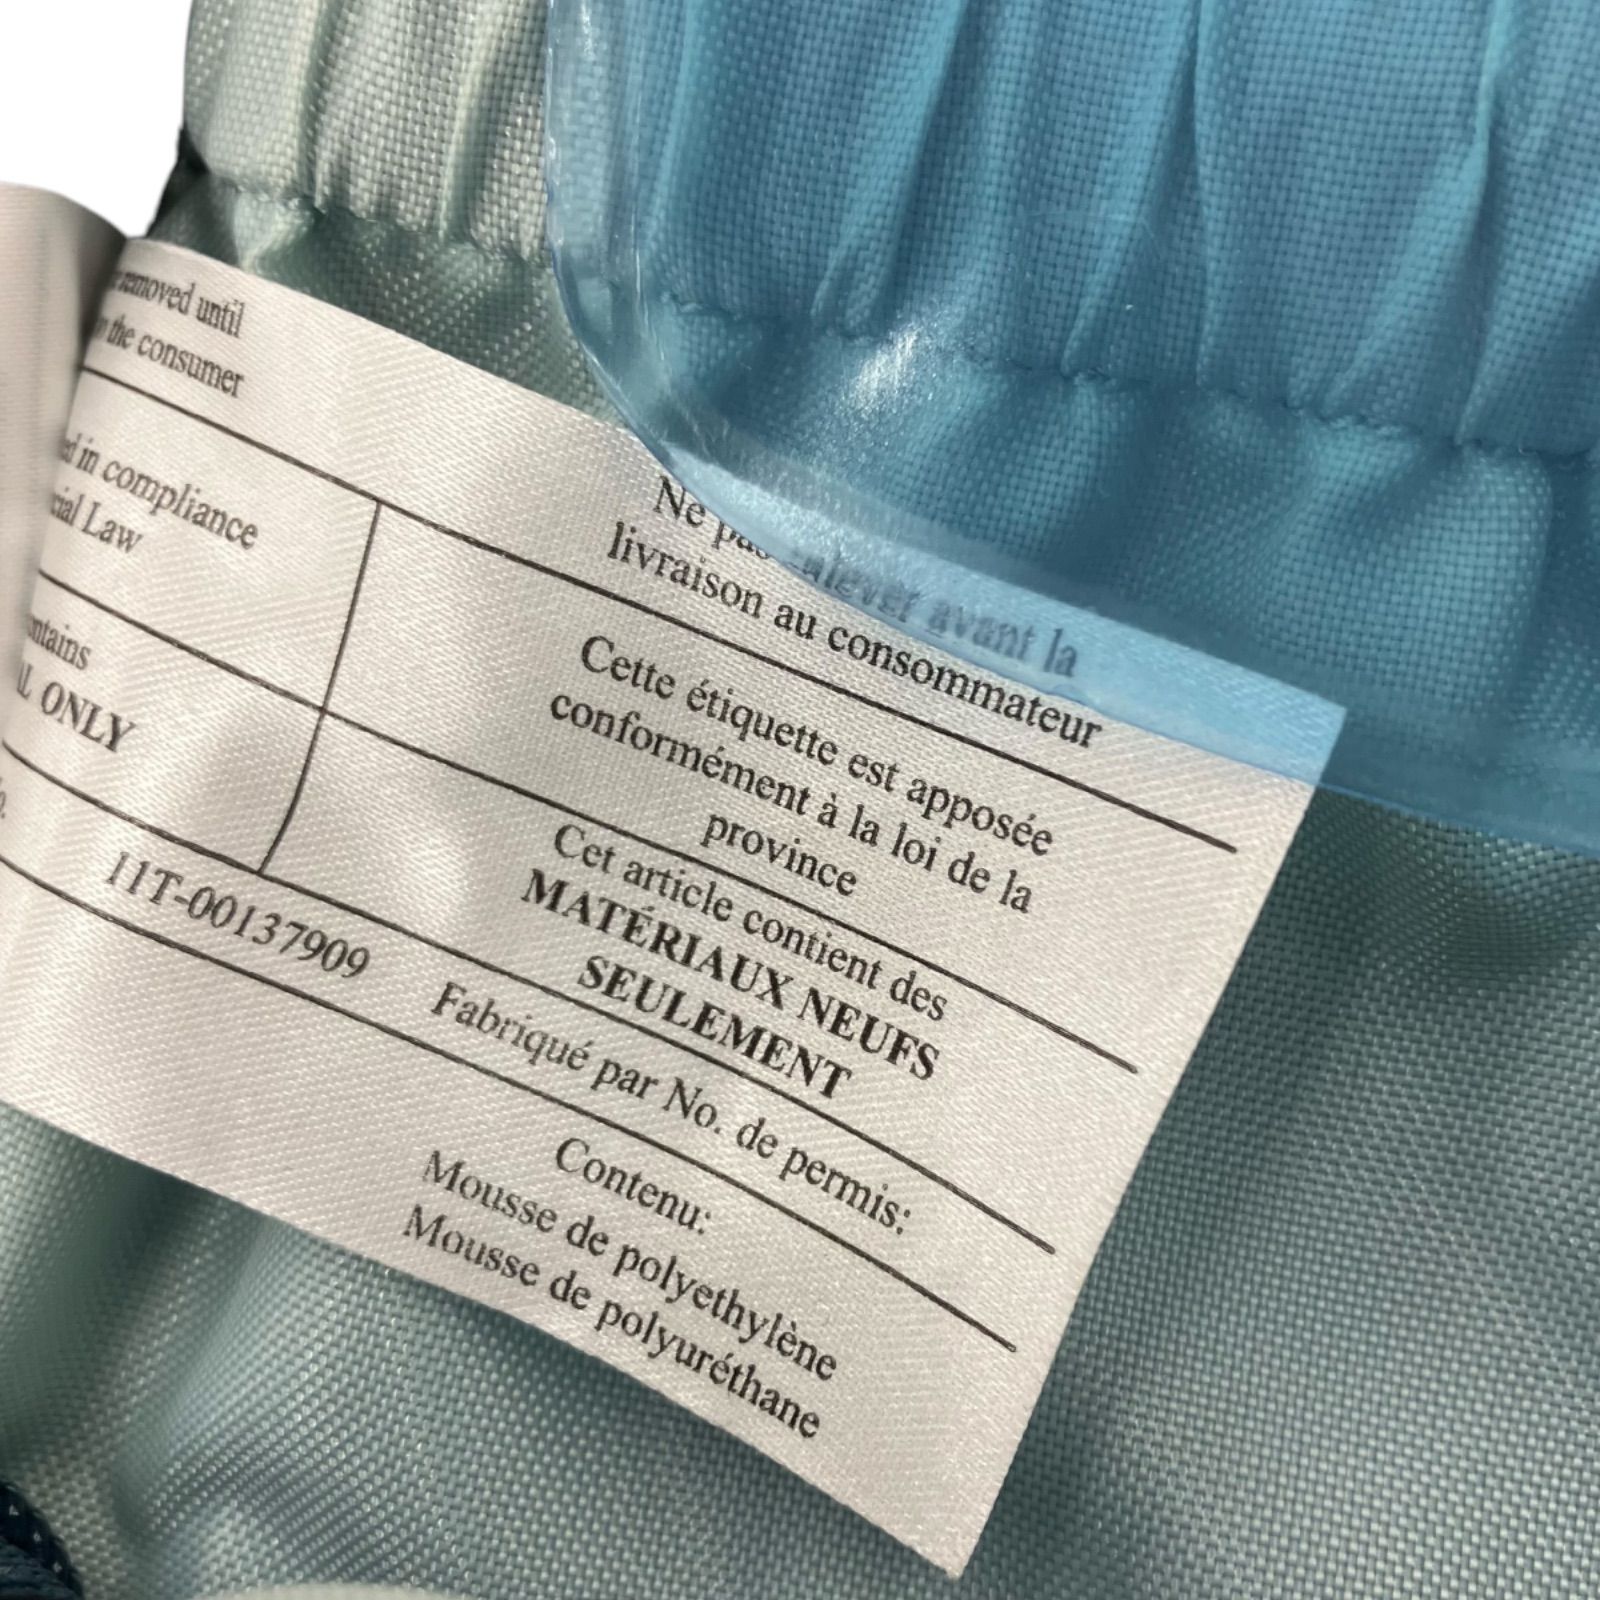 removed until
the consumer
in compliance
Law
ONLY
11T-00137909
Ne
avant la
livraison au consommateur
Cette étiquette est apposée
conformément à la loi de la
province
Cet article contient des
MATÉRIAUX NEUFS
SEULEMENT
Fabriqué par No. de permis:
Contenu:
Mousse de polyethylène
Mousse de polyuréthane